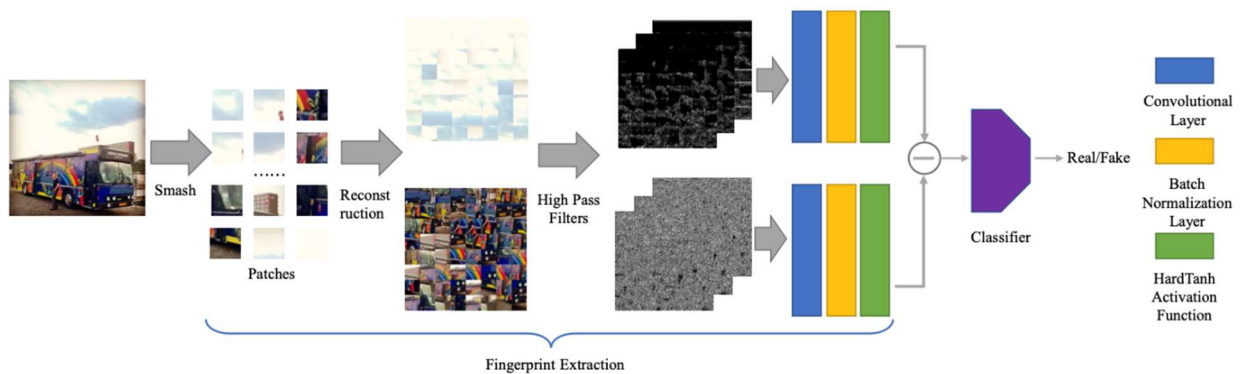 Smash
......
Patches
Reconst
ruction
High Pass
Filters
Fingerprint Extraction
Classifier
Real/Fake
Convolutional
Layer
Batch
Normalization
Layer
HardTanh
Activation
Function